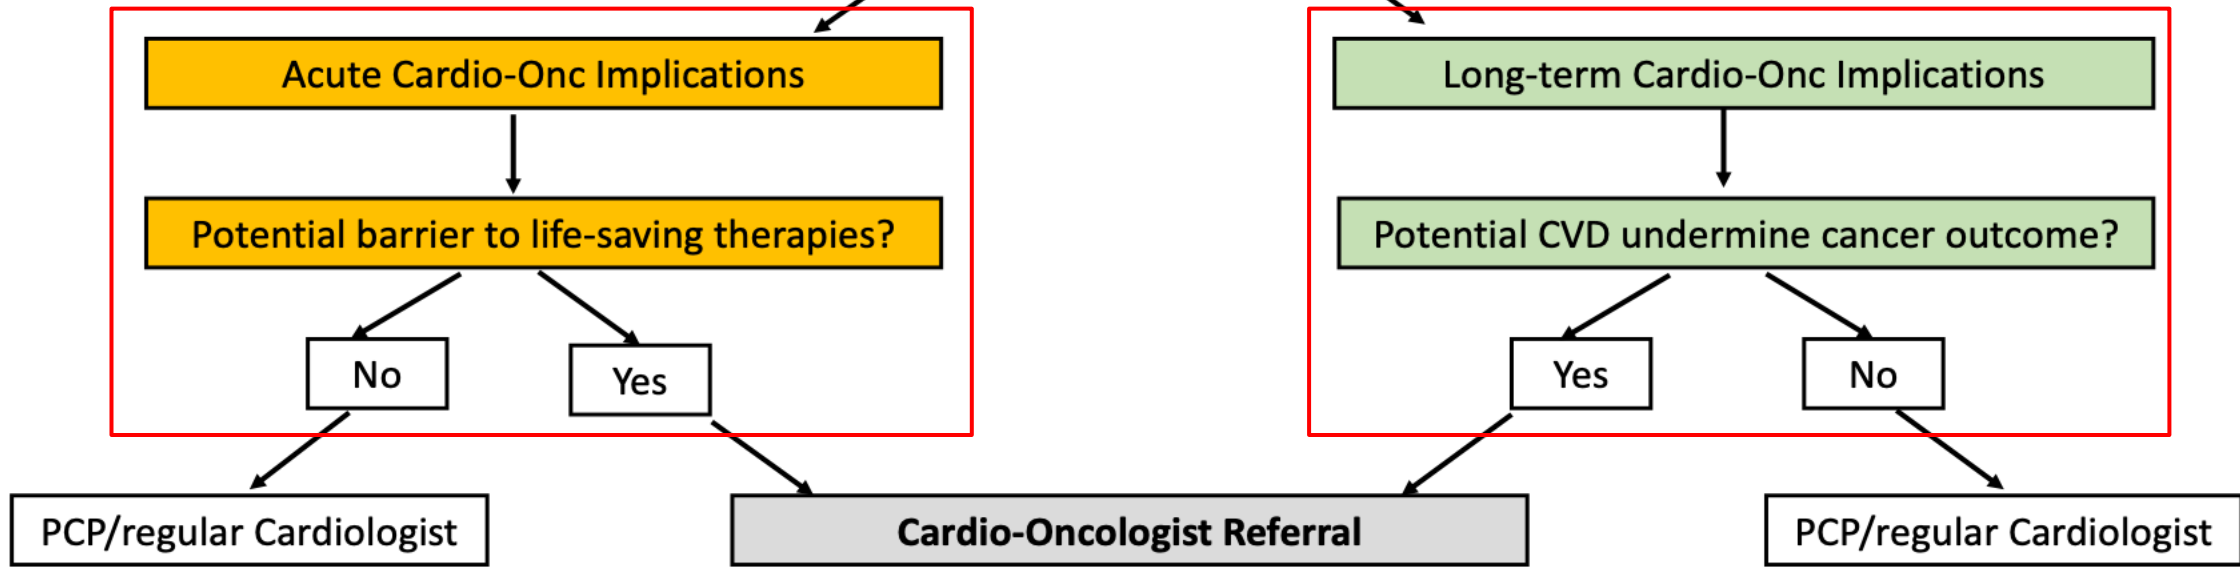 Acute Cardio-Onc Implications
Long-term Cardio-Onc Implications
Potential barrier to life-saving therapies?
Potential CVD undermine cancer outcome?
No
Yes
Yes
No
PCP/regular Cardiologist
Cardio-Oncologist Referral
PCP/regular Cardiologist